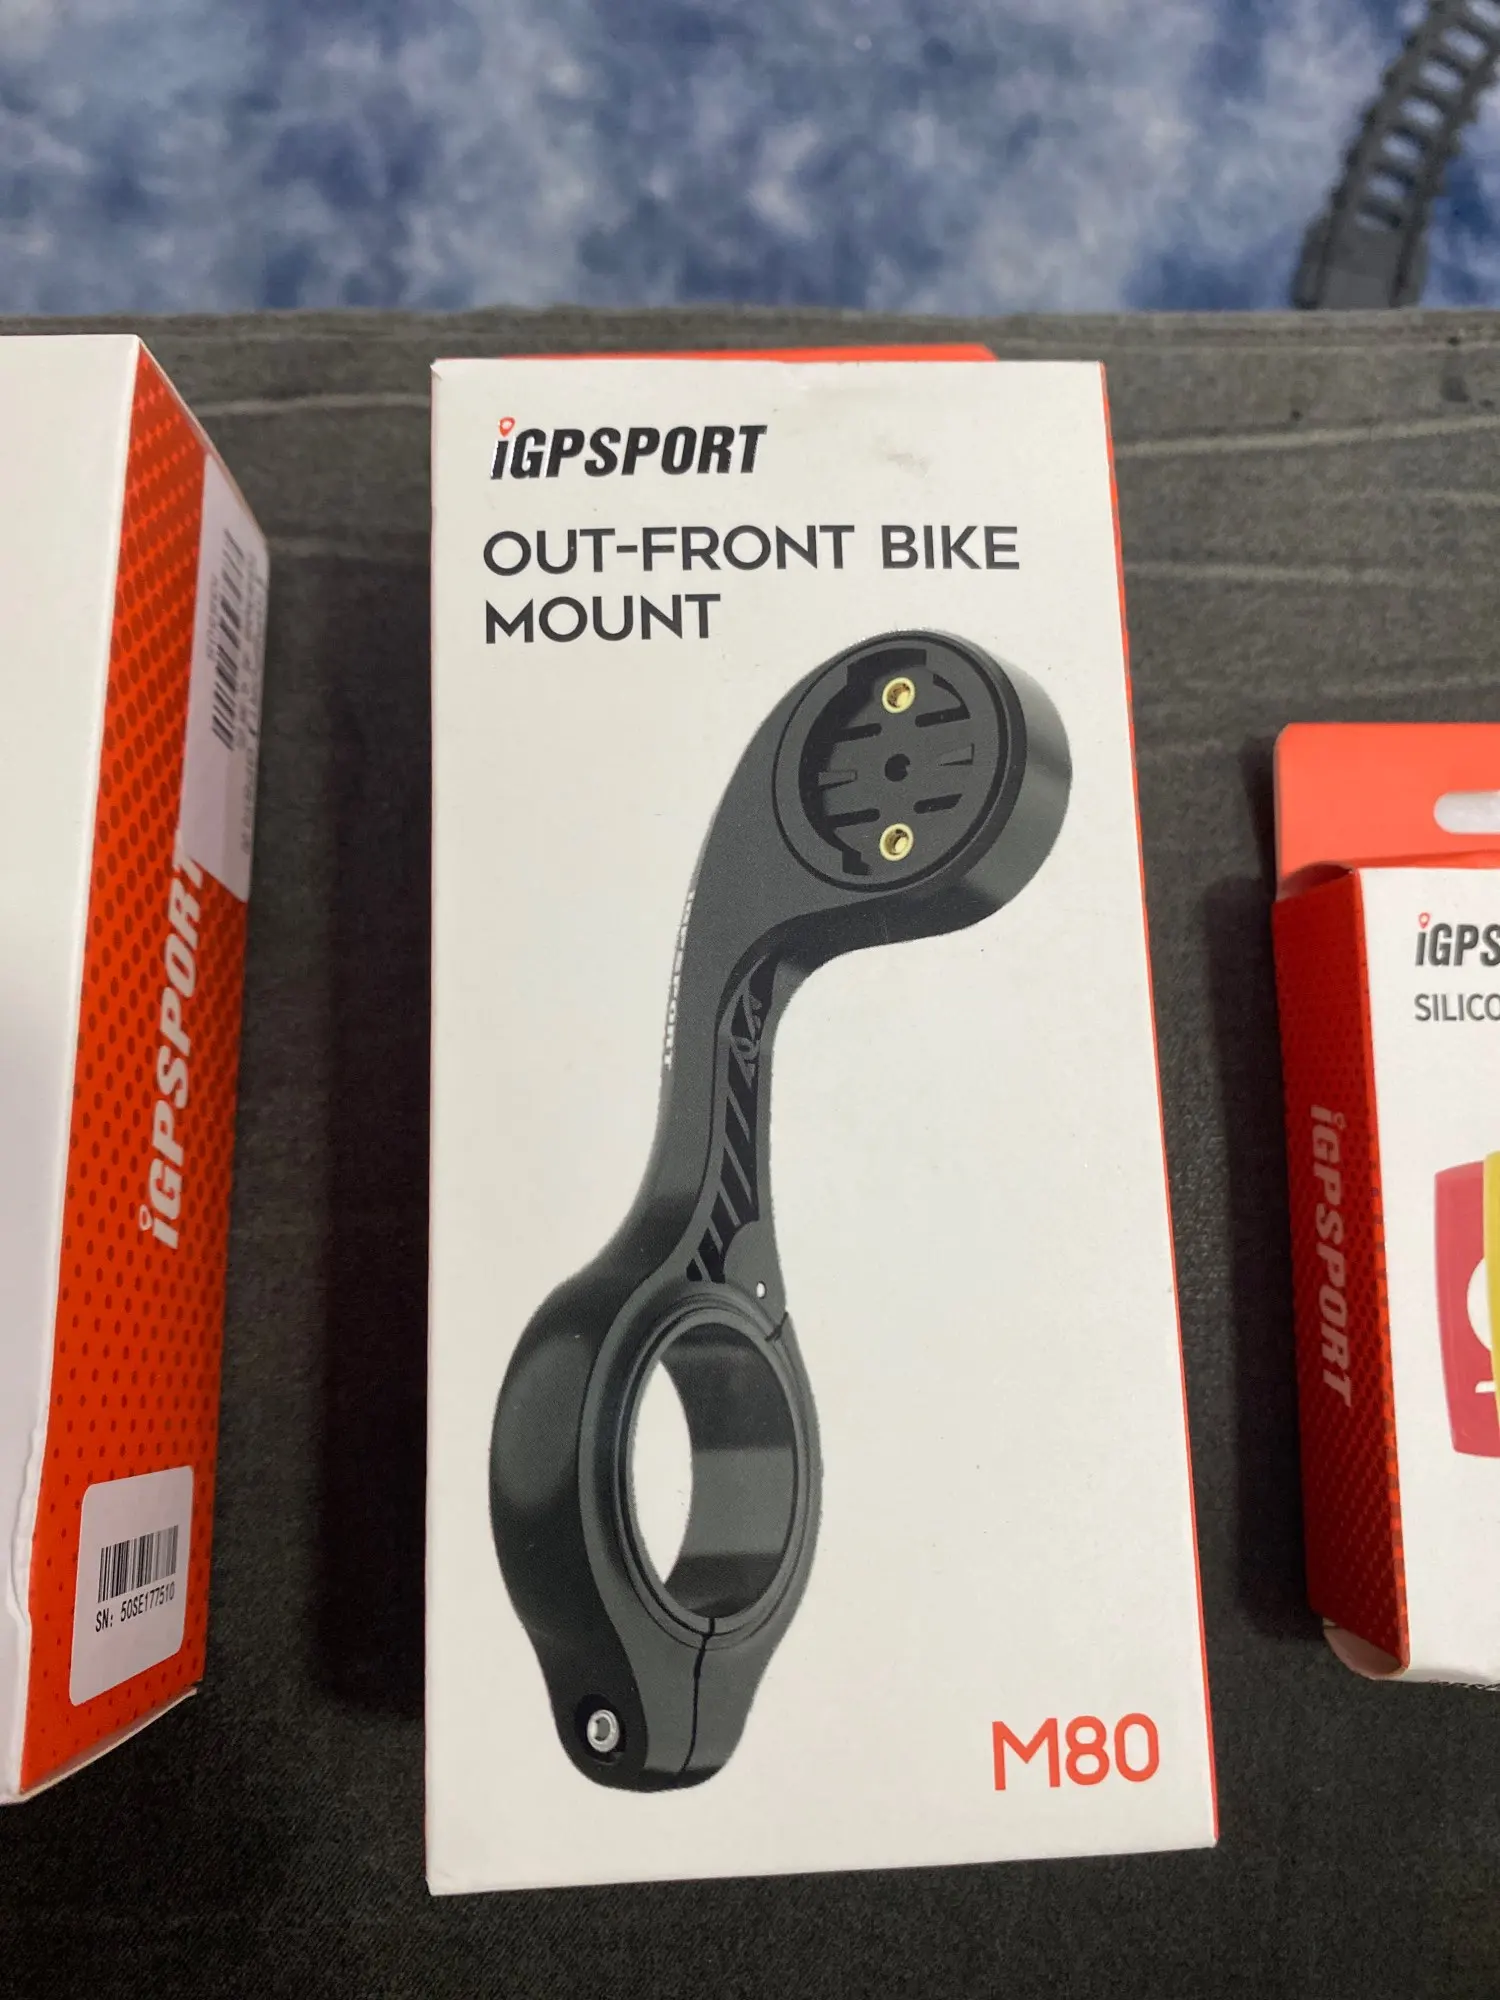 iGPSPORT
OUT-FRONT BIKE
MOUNT
M80
iGPSPORT
SN: 50SE177510
iGPS
SILICO
iGPSPORT